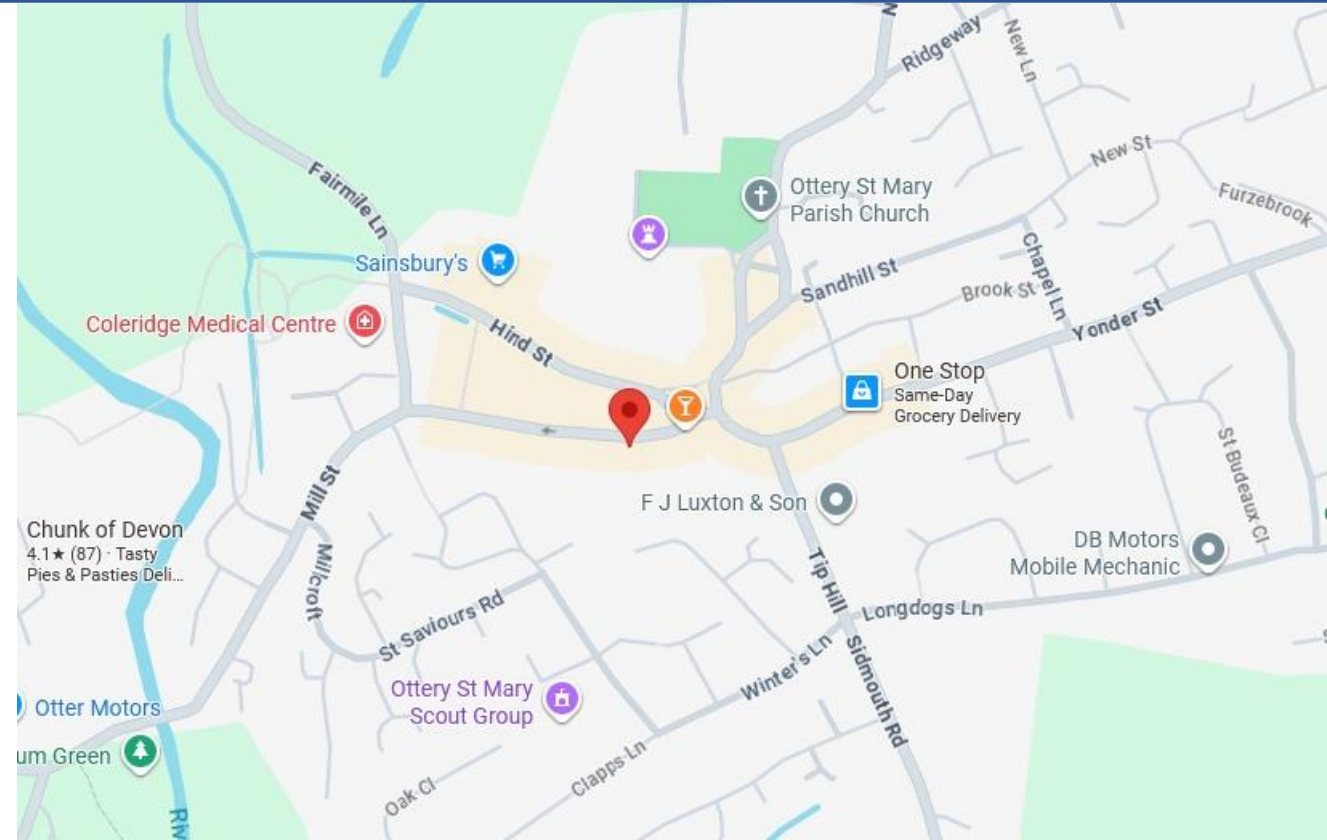 N
Ridgeway
New Ln
Fairmile Ln
Ottery St Mary
Parish Church
New St
Furzebrook
Sainsbury's
Chapel Ln
Sandhill St
Brook St
Coleridge Medical Centre
Hind St
Yonder St
One Stop
Same-Day
Grocery Delivery
Mill St
F J Luxton & Son
St Budeaux Cl
Chunk of Devon
4.1★ (87) · Tasty
Pies & Pasties Deli...
DB Motors
Mobile Mechanic
Millcroft
Tip Hill
Longdogs Ln
St Saviours Rd
Winter's Ln
Sidmouth Rd
Ottery St Mary
Scout Group
Otter Motors
um Green
Clapps Ln
Oak Cl
Riv